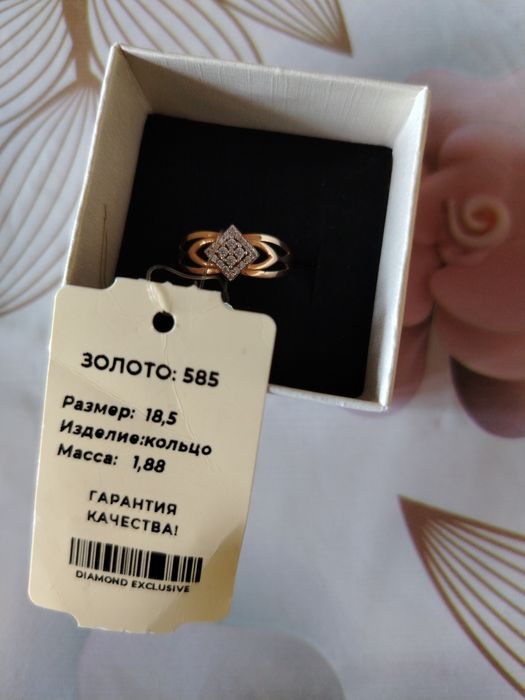 ЗОЛОТО: 585
Размер: 18,5
Изделие:кольцо
Масса: 1,88
ГАРАНТИЯ
КАЧЕСТВА!
DIAMOND EXCLUSIVE